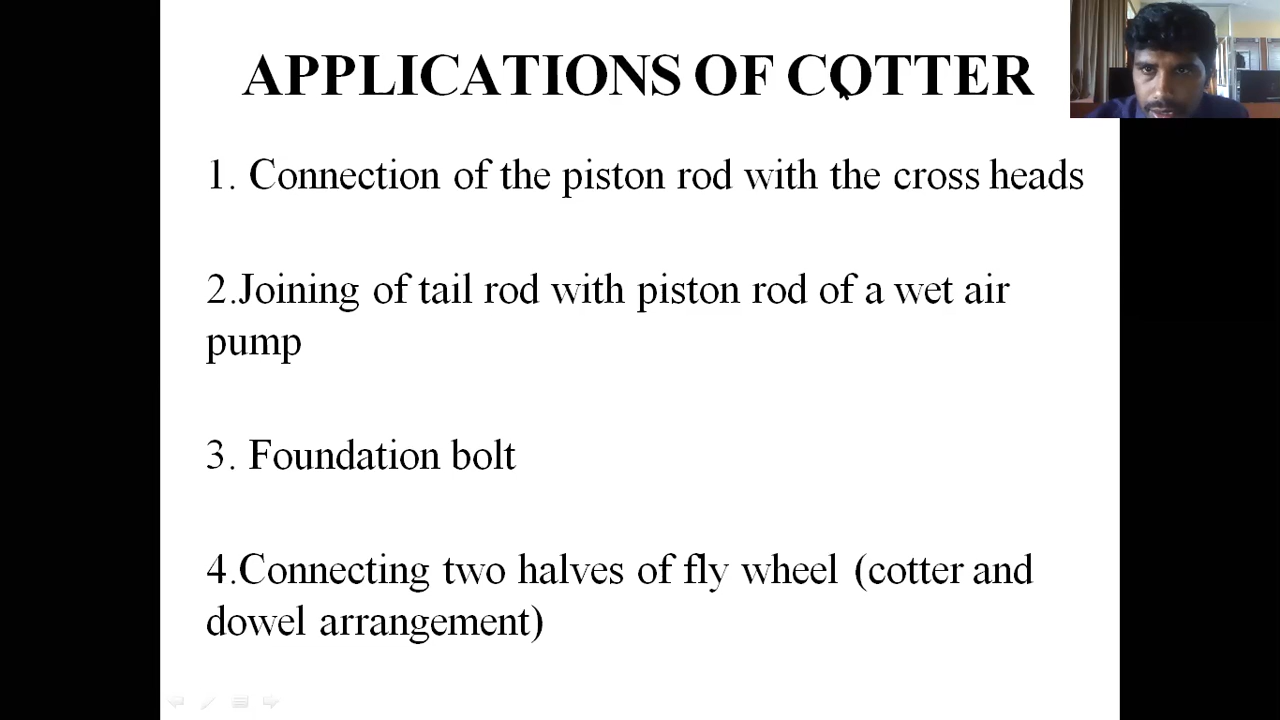 APPLICATIONS OF COTTER
1. Connection of the piston rod with the cross heads
2.Joining of tail rod with piston rod of a wet air
pump
3. Foundation bolt
4.Connecting two halves of fly wheel (cotter and
dowel arrangement)